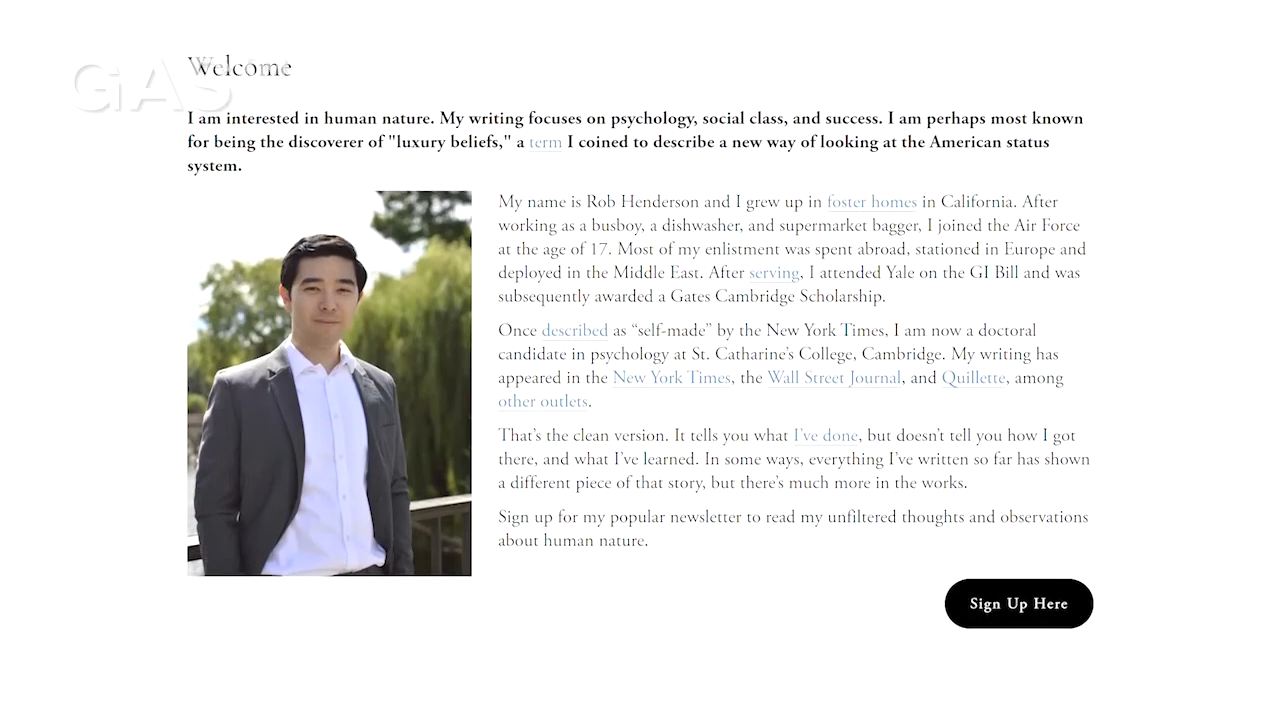 GAS
Welcome
I am interested in human nature. My writing focuses on psychology, social class, and success. I am perhaps most known
for being the discoverer of "luxury beliefs," a term I coined to describe a new way of looking at the American status
system.
My name is Rob Henderson and I grew up in foster homes in California. After
working as a busboy, a dishwasher, and supermarket bagger, I joined the Air Force
at the age of 17. Most of my enlistment was spent abroad, stationed in Europe and
deployed in the Middle East. After serving, I attended Yale on the GI Bill and was
subsequently awarded a Gates Cambridge Scholarship.
Once described as “self-made” by the New York Times, I am now a doctoral
candidate in psychology at St. Catharine’s College, Cambridge. My writing has
appeared in the New York Times, the Wall Street Journal, and Quillette, among
other outlets.
That’s the clean version. It tells you what I’ve done, but doesn’t tell you how I got
there, and what I’ve learned. In some ways, everything I’ve written so far has shown
a different piece of that story, but there’s much more in the works.
Sign up for my popular newsletter to read my unfiltered thoughts and observations
about human nature.
Sign Up Here